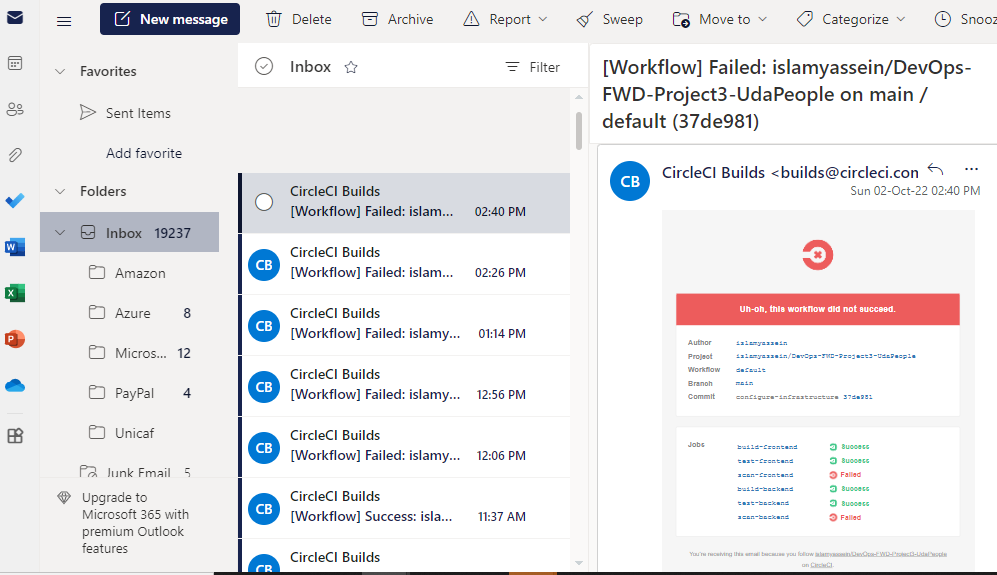 New message
Delete
Archive
Report
Sweep
Move to
Categorize
Snooz
Favorites
Sent Items
Add favorite
Folders
Inbox 19237
Amazon
Azure 8
Micros... 12
PayPal 4
Unicaf
Junk Email 5
Upgrade to
Microsoft 365 with
premium Outlook
features
Inbox
Filter
CircleCI Builds
[Workflow] Failed: islam... 02:40 PM
CB
CircleCI Builds
[Workflow] Failed: islam... 02:26 PM
CB
CircleCI Builds
[Workflow] Failed: islamy... 01:14 PM
CB
CircleCI Builds
[Workflow] Failed: islamy... 12:56 PM
CB
CircleCI Builds
[Workflow] Failed: islamy... 12:06 PM
CB
CircleCI Builds
[Workflow] Success: isla... 11:37 AM
CB
CircleCI Builds
[Workflow] Failed: islamyassein/DevOps-
FWD-Project3-UdaPeople on main /
default (37de981)
CB
CircleCI Builds <builds@circleci.con
Sun 02-Oct-22 02:40 PM
Uh-oh, this workflow did not succeed.
Author islamyassein
Project islamyassein/DevOps-FWD-Project3-UdaPeople
Workflow default
Branch main
Commit configure-infrastructure 37de981
Jobs
build-frontend Success
test-frontend Success
scan-frontend Failed
build-backend Success
test-backend Success
scan-backend Failed
You're receiving this email because you follow islamyassein/DevOps-FWD-Project3-UdaPeople
on CircleCI.